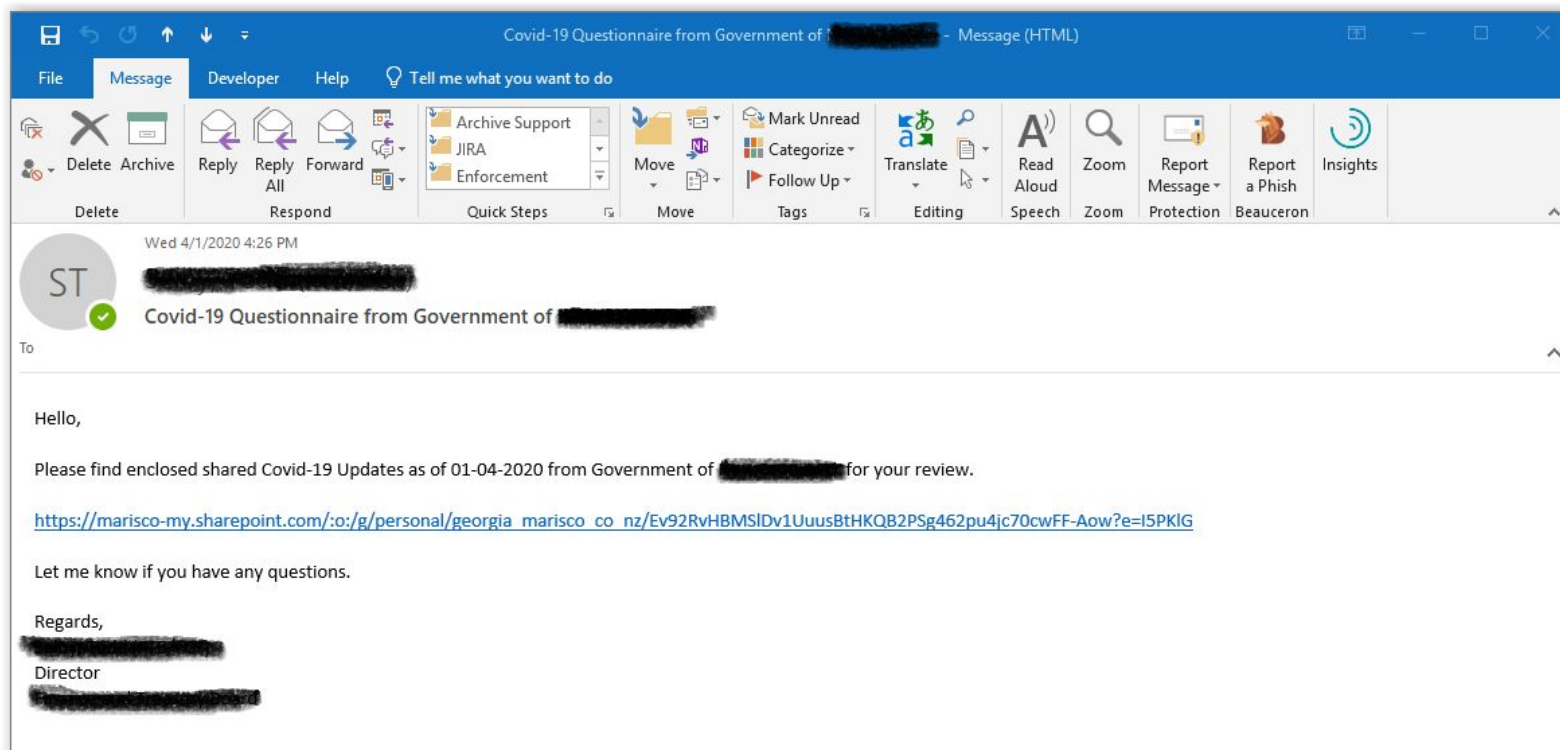 Covid-19 Questionnaire from Government of - Message (HTML)
File Message Developer Help Tell me what you want to do
Delete Archive Reply Reply All Forward Archive Support JIRA Enforcement Move Mark Unread Categorize Follow Up Translate Read Aloud Zoom Report Message Report a Phish Insights
Delete Respond Quick Steps Move Tags Editing Speech Zoom Protection Beauceron
Wed 4/1/2020 4:26 PM
ST
Covid-19 Questionnaire from Government of
To
Hello,
Please find enclosed shared Covid-19 Updates as of 01-04-2020 from Government of for your review.
https://marisco-my.sharepoint.com/:o:/g/personal/georgia_marisco_co_nz/Ev92RvHBMSlDv1UuusBtHKQB2PSg462pu4jc70cwFF-Aow?e=I5PKlG
Let me know if you have any questions.
Regards,
Director